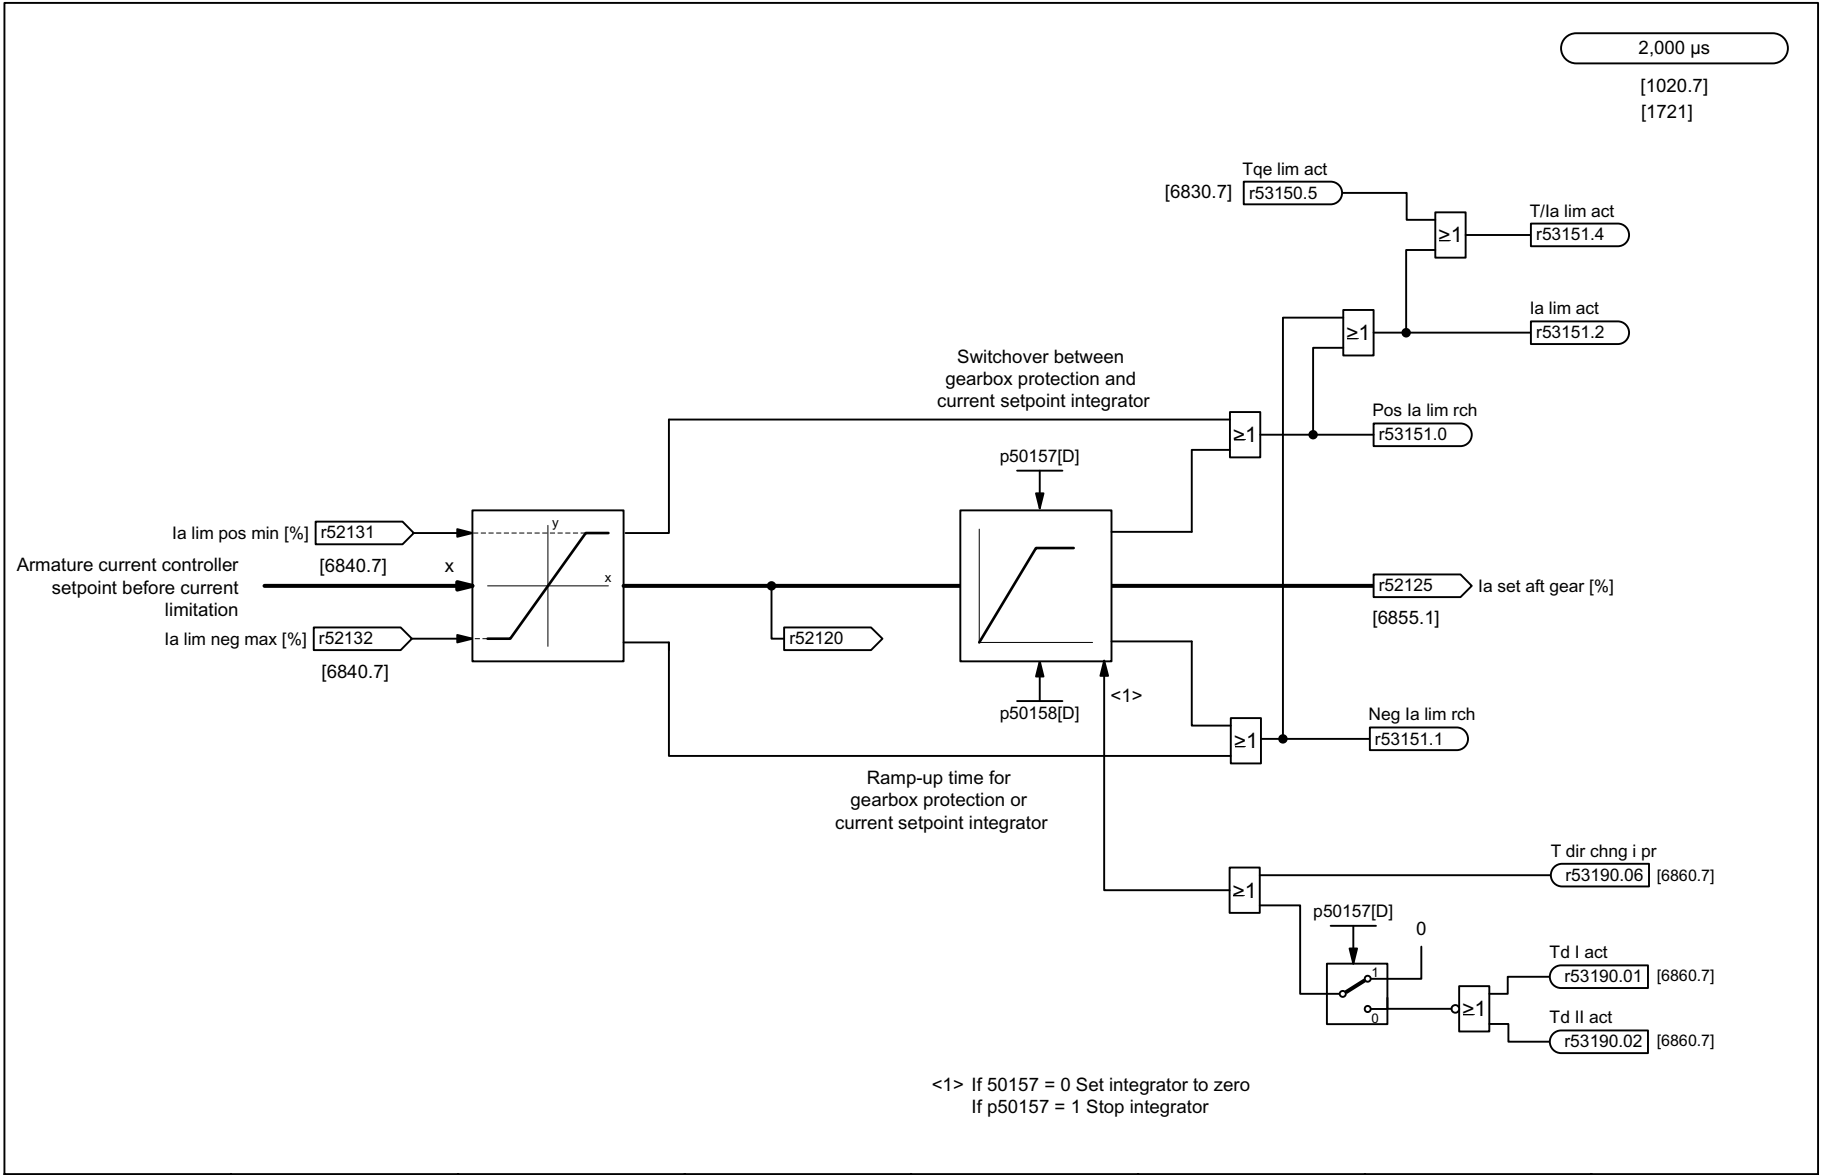 2,000 µs
[1020.7]
[1721]
Tqe lim act
[6830.7]
r53150.5
≥1
T/Ia lim act
r53151.4
≥1
Ia lim act
r53151.2
Switchover between
gearbox protection and
current setpoint integrator
≥1
Pos Ia lim rch
r53151.0
p50157[D]
Ia lim pos min [%]
r52131
[6840.7]
Armature current controller
setpoint before current
limitation
x
Ia lim neg max [%]
r52132
[6840.7]
y
x
r52120
r52125
Ia set aft gear [%]
[6855.1]
p50158[D]
<1>
≥1
Neg Ia lim rch
r53151.1
Ramp-up time for
gearbox protection or
current setpoint integrator
≥1
T dir chng i pr
r53190.06
[6860.7]
p50157[D]
0
1
0
≥1
Td I act
r53190.01
[6860.7]
Td II act
r53190.02
[6860.7]
<1> If 50157 = 0 Set integrator to zero
If p50157 = 1 Stop integrator